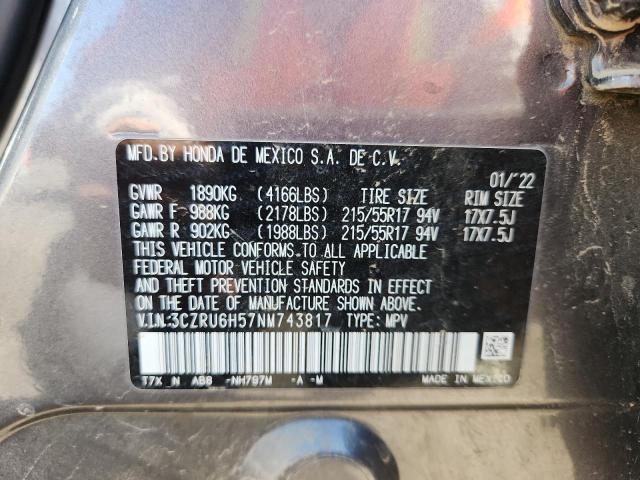 MFD.BY HONDA DE MEXICO S.A. DE C.V.
01/'22
GVWR 1890KG (4166LBS) TIRE SIZE RIM SIZE
GAWR F 988KG (2178LBS) 215/55R17 94V 17X7.5J
GAWR R 902KG (1988LBS) 215/55R17 94V 17X7.5J
THIS VEHICLE CONFORMS TO ALL APPLICABLE
FEDERAL MOTOR VEHICLE SAFETY
AND THEFT PREVENTION STANDARDS IN EFFECT
ON THE DATE OF MANUFACTURE SHOWN ABOVE.
V.I.N.:3CZRU6H57NM743817 TYPE: MPV
T7X N AB8 -NH797M -A -M MADE IN MEXICO